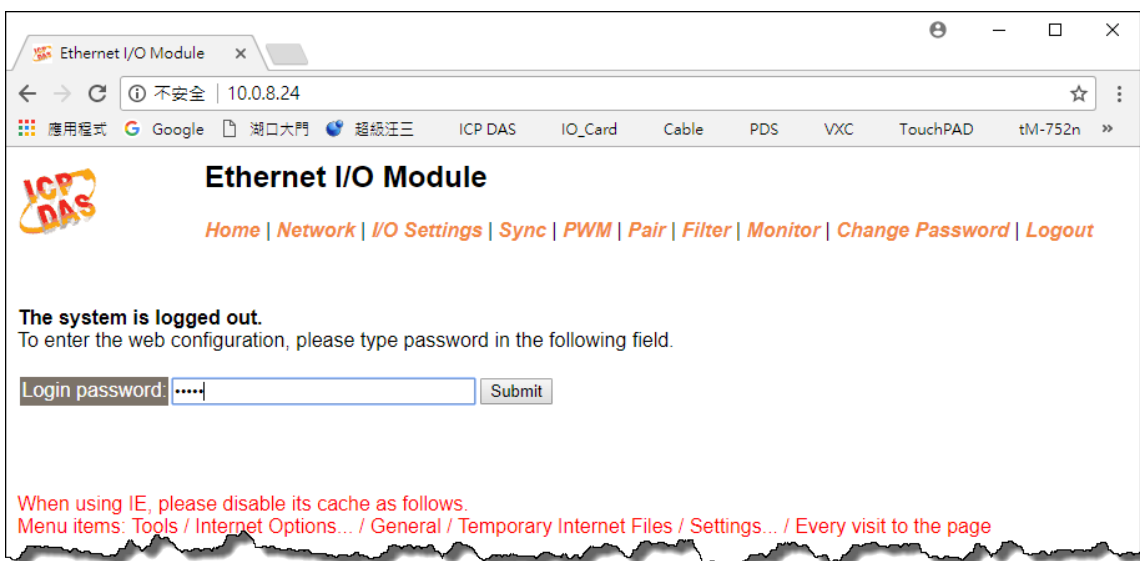 Ethernet I/O Module
不安全 | 10.0.8.24
應用程式 Google 湖口大門 超級汪三 ICP DAS IO_Card Cable PDS VXC TouchPAD tM-752n »
ICP DAS
Ethernet I/O Module
Home | Network | I/O Settings | Sync | PWM | Pair | Filter | Monitor | Change Password | Logout
The system is logged out.
To enter the web configuration, please type password in the following field.
Login password: ••••• Submit
When using IE, please disable its cache as follows.
Menu items: Tools / Internet Options... / General / Temporary Internet Files / Settings... / Every visit to the page